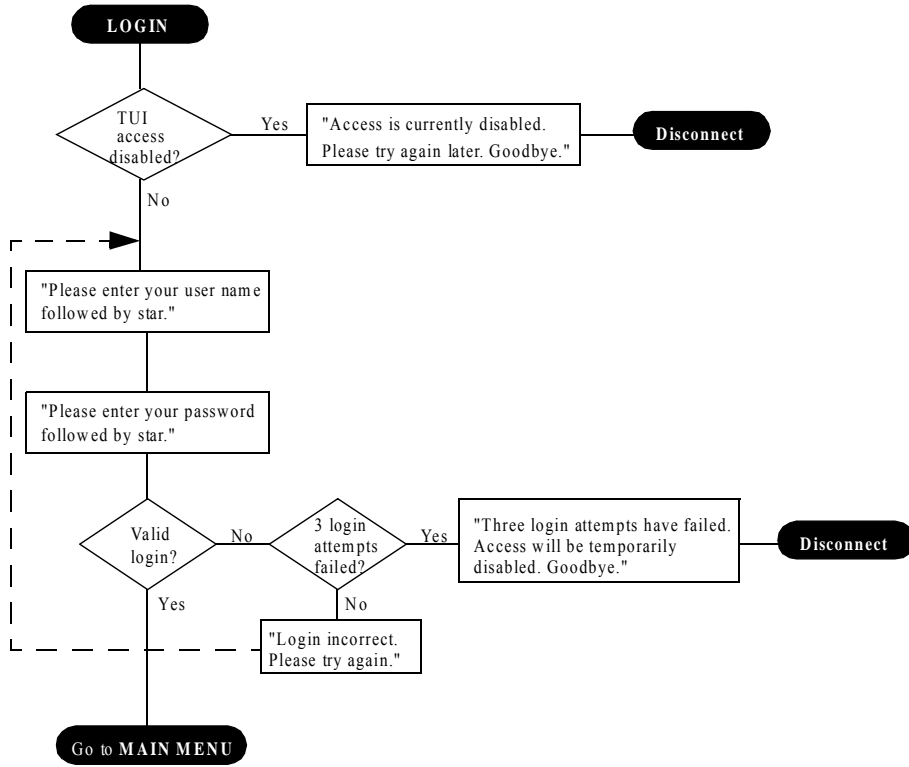 LOGIN
TUI
access
disabled?
Yes
"Access is currently disabled.
Please try again later. Goodbye."
Disconnect
No
"Please enter your user name
followed by star."
"Please enter your password
followed by star."
Valid
login?
No
3 login
attempts
failed?
Yes
"Three login attempts have failed.
Access will be temporarily
disabled. Goodbye."
Disconnect
Yes
No
"Login incorrect.
Please try again."
Go to MAIN MENU